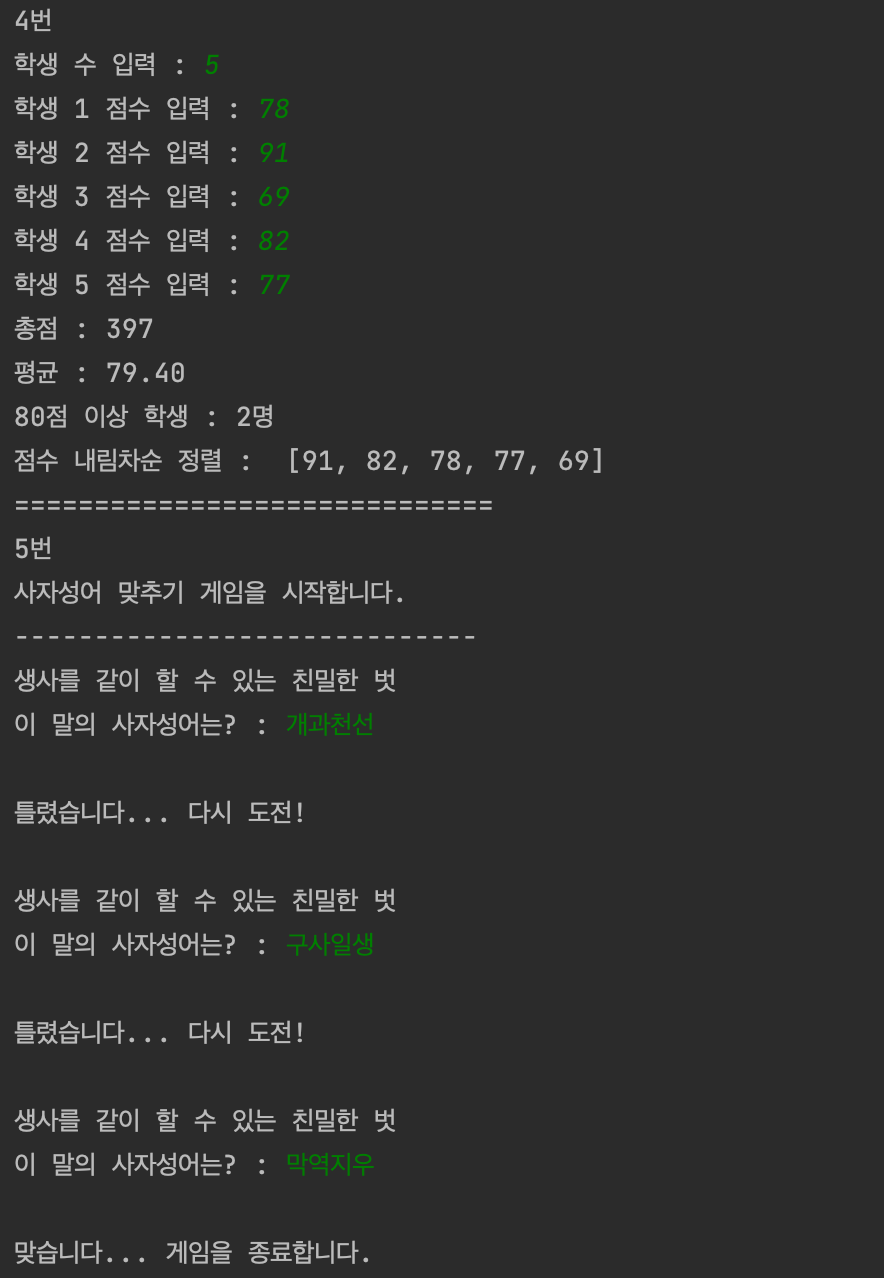 4번
학생 수 입력 : 5
학생 1 점수 입력 : 78
학생 2 점수 입력 : 91
학생 3 점수 입력 : 69
학생 4 점수 입력 : 82
학생 5 점수 입력 : 77
총점 : 397
평균 : 79.40
80점 이상 학생 : 2명
점수 내림차순 정렬 :  [91, 82, 78, 77, 69]
==============================
5번
사자성어 맞추기 게임을 시작합니다.
-----------------------------
생사를 같이 할 수 있는 친밀한 벗
이 말의 사자성어는? : 개과천선
틀렸습니다... 다시 도전!
생사를 같이 할 수 있는 친밀한 벗
이 말의 사자성어는? : 구사일생
틀렸습니다... 다시 도전!
생사를 같이 할 수 있는 친밀한 벗
이 말의 사자성어는? : 막역지우
맞습니다... 게임을 종료합니다.